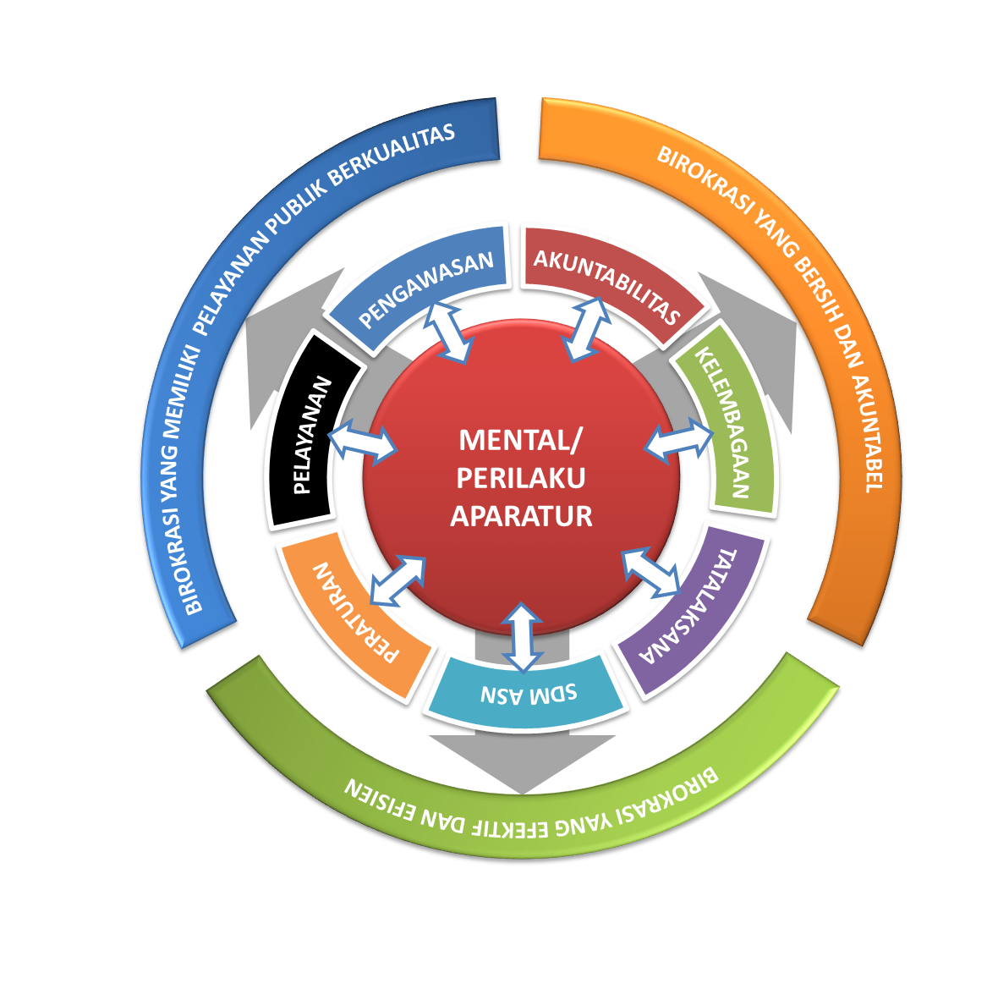 BIROKRASI YANG MEMILIKI PELAYANAN PUBLIK BERKUALITAS
BIROKRASI YANG BERSIH DAN AKUNTABEL
BIROKRASI YANG EFEKTIF DAN EFISIEN
PENGAWASAN
AKUNTABILITAS
KELEMBAGAAN
TATALAKSANA
SDM ASN
PERATURAN
PELAYANAN
MENTAL/
PERILAKU
APARATUR